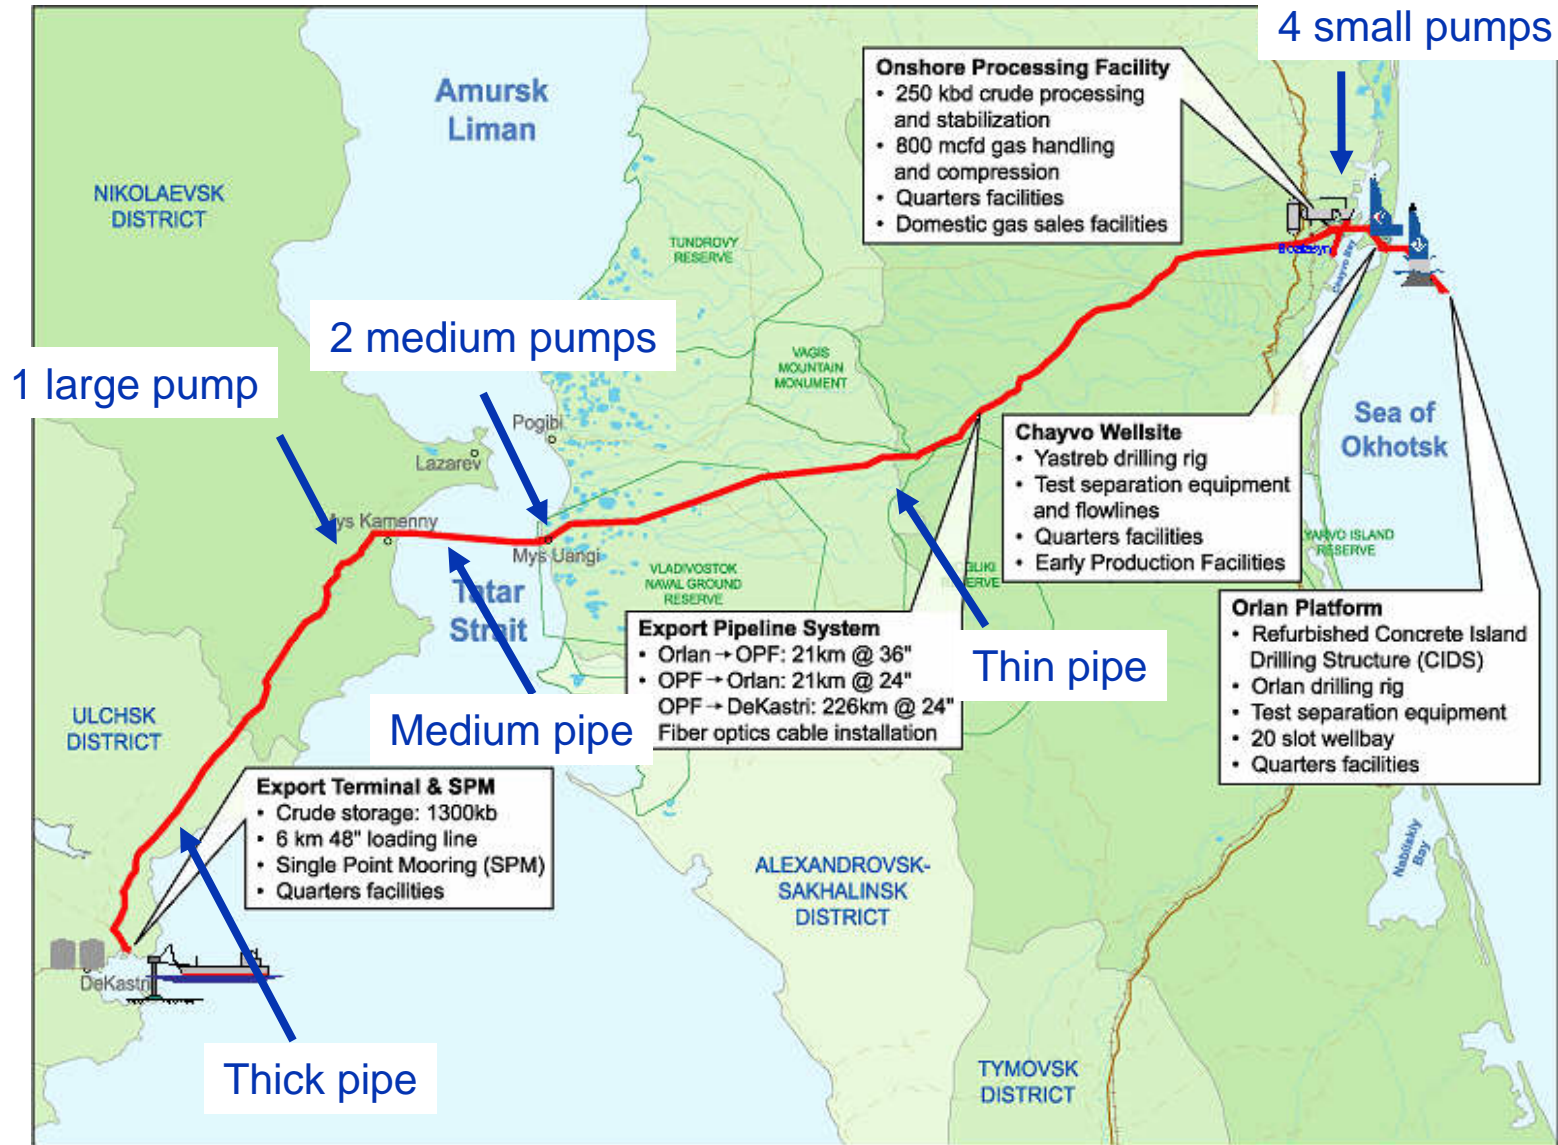 4 small pumps
Onshore Processing Facility
• 250 kbd crude processing
and stabilization
• 800 mcfd gas handling
and compression
• Quarters facilities
• Domestic gas sales facilities
Amursk
Liman
NIKOLAEVSK
DISTRICT
TUNDROVY
RESERVE
Chayvo Bay
2 medium pumps
1 large pump
VAGIS
MOUNTAIN
MONUMENT
Pogibi
Lazarev
Sea of
Okhotsk
Chayvo Wellsite
• Yastreb drilling rig
• Test separation equipment
and flowlines
• Quarters facilities
• Early Production Facilities
Mys Kamenny
Mys Uangi
ISLAND
RESERVE
VLADIVOSTOK
NAVAL GROUND
RESERVE
Tatar
Strait
Orlan Platform
• Refurbished Concrete Island
Drilling Structure (CIDS)
• Orlan drilling rig
• Test separation equipment
• 20 slot wellbay
• Quarters facilities
Export Pipeline System
• Orlan → OPF: 21km @ 36"
• OPF → Orlan: 21km @ 24"
OPF → DeKastri: 226km @ 24"
Fiber optics cable installation
Thin pipe
Medium pipe
ULCHSK
DISTRICT
Export Terminal & SPM
• Crude storage: 1300kb
• 6 km 48" loading line
• Single Point Mooring (SPM)
• Quarters facilities
Nabilskiy
Bay
ALEXANDROVSK-
SAKHALINSK
DISTRICT
DeKastri
Thick pipe
TYMOVSK
DISTRICT